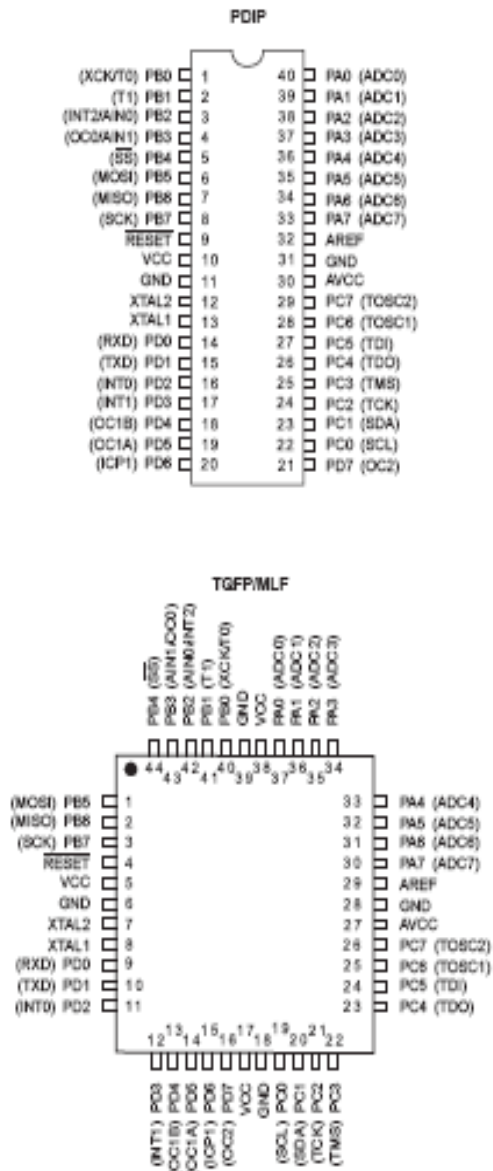 PDIP
(XCK/T0) PB0 1 40 PA0 (ADC0)
(T1) PB1 2 39 PA1 (ADC1)
(INT2/AIN0) PB2 3 38 PA2 (ADC2)
(OC0/AIN1) PB3 4 37 PA3 (ADC3)
(SS) PB4 5 36 PA4 (ADC4)
(MOSI) PB5 6 35 PA5 (ADC5)
(MISO) PB6 7 34 PA6 (ADC6)
(SCK) PB7 8 33 PA7 (ADC7)
RESET 9 32 AREF
VCC 10 31 GND
GND 11 30 AVCC
XTAL2 12 29 PC7 (TOSC2)
XTAL1 13 28 PC6 (TOSC1)
(RXD) PD0 14 27 PC5 (TDI)
(TXD) PD1 15 26 PC4 (TDO)
(INT0) PD2 16 25 PC3 (TMS)
(INT1) PD3 17 24 PC2 (TCK)
(OC1B) PD4 18 23 PC1 (SDA)
(OC1A) PD5 19 22 PC0 (SCL)
(ICP1) PD6 20 21 PD7 (OC2)
TGFP/MLF
PB4 (SS)
PB3 (AIN1/OC0)
PB2 (AIN0/INT2)
PB1 (T1)
PB0 (XCK/T0)
GND
VCC
PA0 (ADC0)
PA1 (ADC1)
PA2 (ADC2)
PA3 (ADC3)
44 43 42 41 40 39 38 37 36 35 34
(MOSI) PB5 1 33 PA4 (ADC4)
(MISO) PB6 2 32 PA5 (ADC5)
(SCK) PB7 3 31 PA6 (ADC6)
RESET 4 30 PA7 (ADC7)
VCC 5 29 AREF
GND 6 28 GND
XTAL2 7 27 AVCC
XTAL1 8 26 PC7 (TOSC2)
(RXD) PD0 9 25 PC6 (TOSC1)
(TXD) PD1 10 24 PC5 (TDI)
(INT0) PD2 11 23 PC4 (TDO)
12 13 14 15 16 17 18 19 20 21 22
(INT1) PD3
(OC1B) PD4
(OC1A) PD5
(ICP1) PD6
(OC2) PD7
VCC
GND
(SCL) PC0
(SDA) PC1
(TCK) PC2
(TMS) PC3